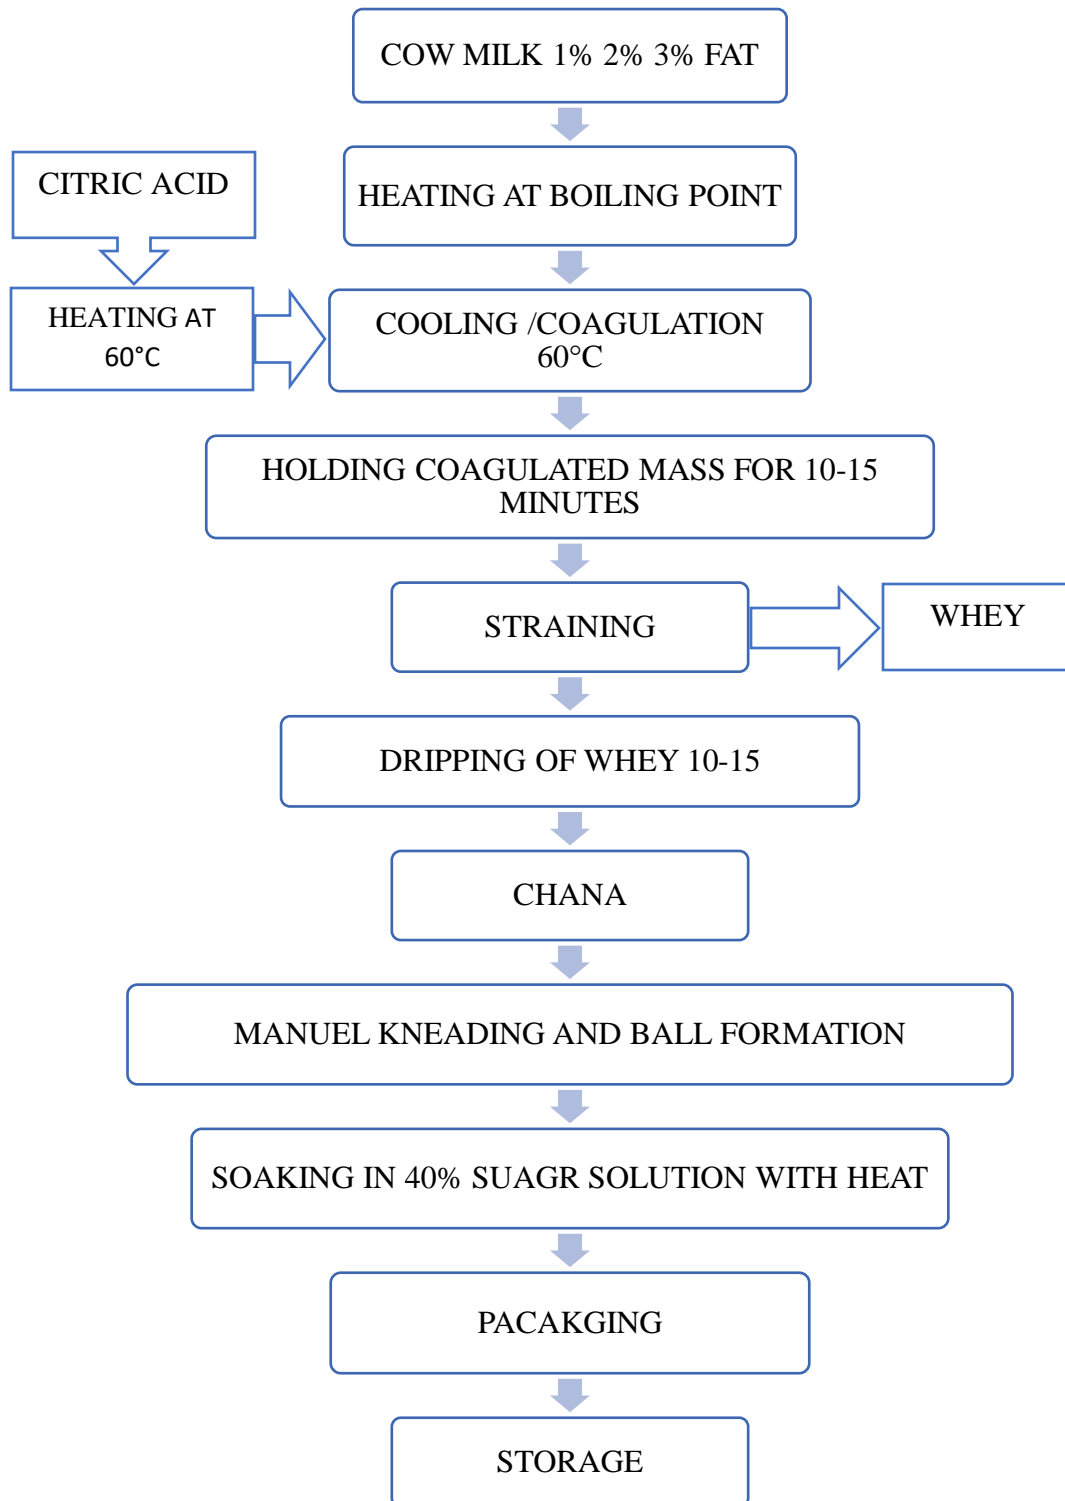 COW MILK 1% 2% 3% FAT
HEATING AT BOILING POINT
CITRIC ACID
HEATING AT
60°C
COOLING /COAGULATION
60°C
HOLDING COAGULATED MASS FOR 10-15
MINUTES
STRAINING
WHEY
DRIPPING OF WHEY 10-15
CHANA
MANUEL KNEADING AND BALL FORMATION
SOAKING IN 40% SUAGR SOLUTION WITH HEAT
PACAKGING
STORAGE